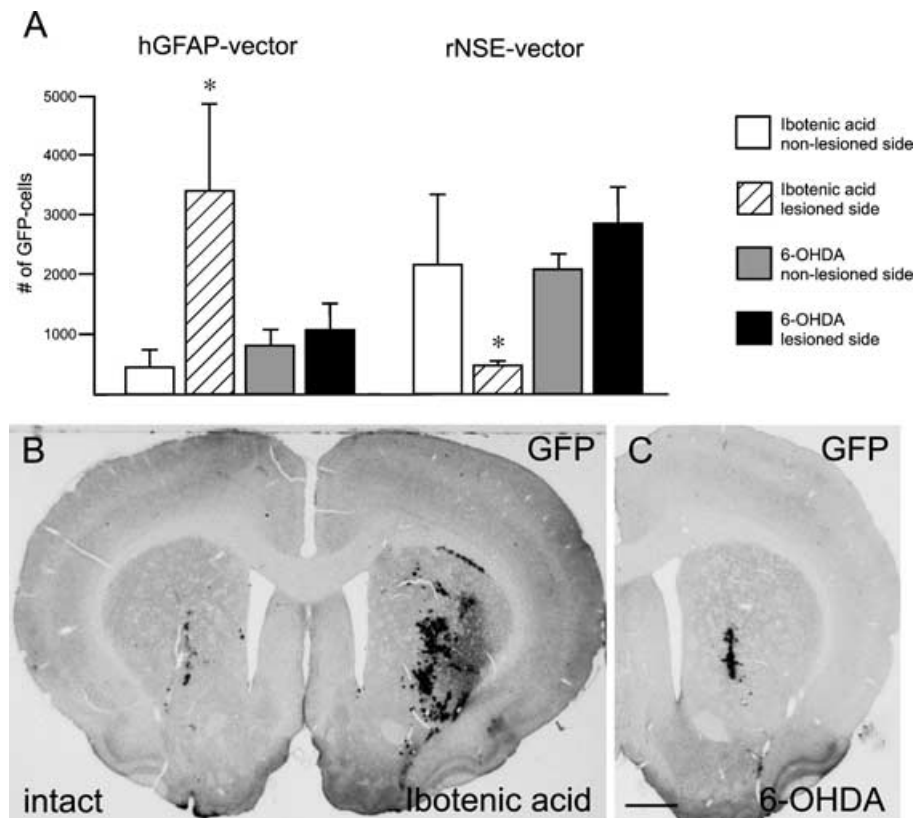 A
hGFAP-vector
rNSE-vector
# of GFP-cells
5000
4000
3000
2000
1000
*
*
Ibotenic acid
non-lesioned side
Ibotenic acid
lesioned side
6-OHDA
non-lesioned side
6-OHDA
lesioned side
B
GFP
intact
Ibotenic acid
C
GFP
6-OHDA